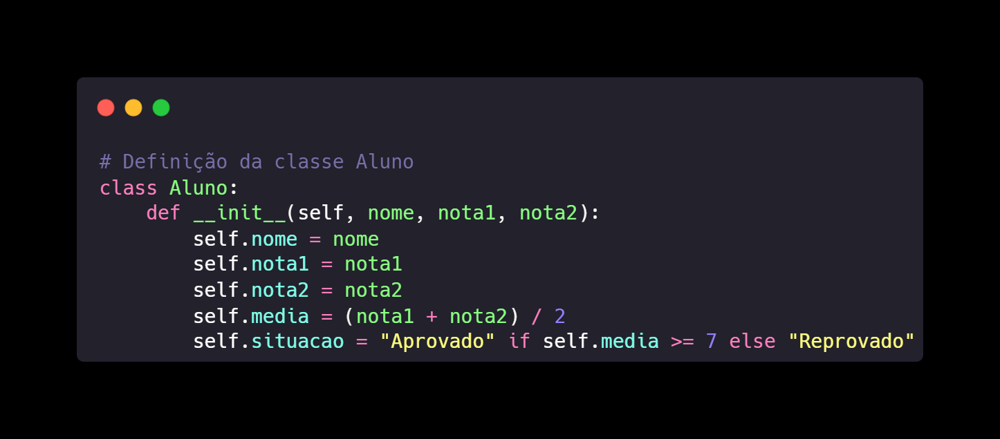 # Definição da classe Aluno
class Aluno:
    def __init__(self, nome, nota1, nota2):
        self.nome = nome
        self.nota1 = nota1
        self.nota2 = nota2
        self.media = (nota1 + nota2) / 2
        self.situacao = "Aprovado" if self.media >= 7 else "Reprovado"